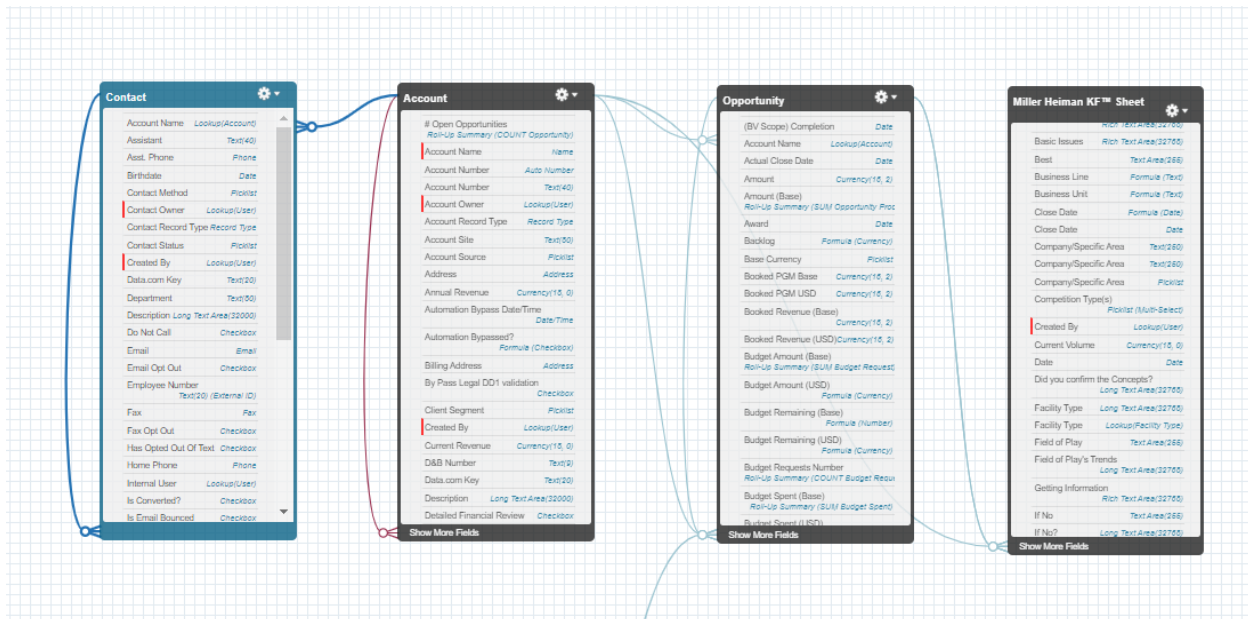 Contact
Account Name Lookup(Account)
Assistant Text(40)
Asst. Phone Phone
Birthdate Date
Contact Method Picklist
Contact Owner Lookup(User)
Contact Record Type Record Type
Contact Status Picklist
Created By Lookup(User)
Data.com Key Text(20)
Department Text(80)
Description Long Text Area(32000)
Do Not Call Checkbox
Email Email
Email Opt Out Checkbox
Employee Number
Text(20) (External ID)
Fax Fax
Fax Opt Out Checkbox
Has Opted Out Of Text Checkbox
Home Phone Phone
Internal User Lookup(User)
Is Converted? Checkbox
Is Email Bounced Checkbox
Account
# Open Opportunities
Roll-Up Summary (COUNT Opportunity)
Account Name Name
Account Number Auto Number
Account Number Text(40)
Account Owner Lookup(User)
Account Record Type Record Type
Account Site Text(80)
Account Source Picklist
Address Address
Annual Revenue Currency(18, 0)
Automation Bypass Date/Time
Date/Time
Automation Bypassed?
Formula (Checkbox)
Billing Address Address
By Pass Legal DD1 validation
Checkbox
Client Segment Picklist
Created By Lookup(User)
Current Revenue Currency(18, 0)
D&B Number Text(9)
Data.com Key Text(20)
Description Long Text Area(32000)
Detailed Financial Review Checkbox
Show More Fields
Opportunity
(BV Scope) Completion Date
Account Name Lookup(Account)
Actual Close Date Date
Amount Currency(16, 2)
Amount (Base)
Roll-Up Summary (SUM Opportunity Proc
Award Date
Backlog Formula (Currency)
Base Currency Picklist
Booked PGM Base Currency(16, 2)
Booked PGM USD Currency(16, 2)
Booked Revenue (Base)
Currency(16, 2)
Booked Revenue (USD) Currency(16, 2)
Budget Amount (Base)
Roll-Up Summary (SUM Budget Request)
Budget Amount (USD)
Formula (Currency)
Budget Remaining (Base)
Formula (Number)
Budget Remaining (USD)
Formula (Currency)
Budget Requests Number
Roll-Up Summary (COUNT Budget Requ
Budget Spent (Base)
Roll-Up Summary (SUM Budget Spent)
Budget Spent (USD)
Show More Fields
Miller Heiman KF™ Sheet
Rich Text Area(32768)
Basic Issues Rich Text Area(32768)
Best Text Area(255)
Business Line Formula (Text)
Business Unit Formula (Text)
Close Date Formula (Date)
Close Date Date
Company/Specific Area Text(250)
Company/Specific Area Text(250)
Company/Specific Area Picklist
Competition Type(s)
Picklist (Multi-Select)
Created By Lookup(User)
Current Volume Currency(18, 0)
Date Date
Did you confirm the Concepts?
Long Text Area(32768)
Facility Type Long Text Area(32768)
Facility Type Lookup(Facility Type)
Field of Play Text Area(255)
Field of Play's Trends
Long Text Area(32768)
Getting Information
Rich Text Area(32768)
If No Text Area(255)
If No? Long Text Area(32768)
Show More Fields